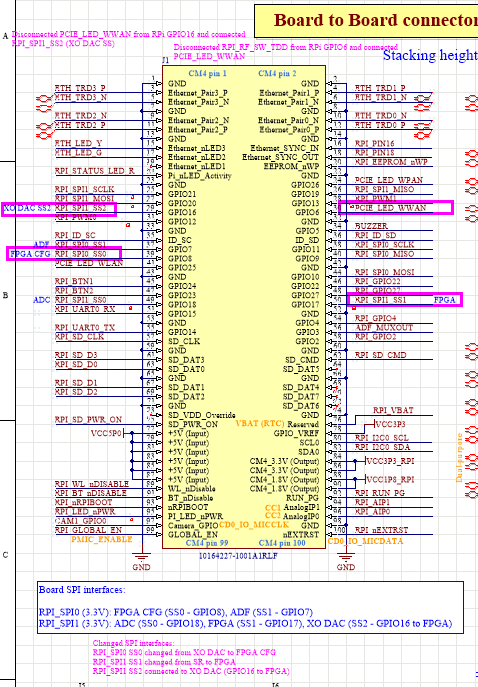 Board to Board connector
A
Disconnected PCIE_LED_WWAN from RPi GPIO16 and connected
RPI_SPI1_SS2 (XO DAC SS)
Disconnected RPI_RF_SW_TDD from RPi GPIO6 and connected
PCIE_LED_WWAN
Stacking height
J1
CM4 pin 1 CM4 pin 2
GND GND
ETH_TRD3_P Ethernet_Pair3_P Ethernet_Pair1_P ETH_TRD1_P
ETH_TRD3_N Ethernet_Pair3_N Ethernet_Pair1_N ETH_TRD1_N
GND GND
ETH_TRD2_N Ethernet_Pair2_N Ethernet_Pair0_N ETH_TRD0_N
ETH_TRD2_P Ethernet_Pair2_P Ethernet_Pair0_P ETH_TRD0_P
GND GND
ETH_LED_Y Ethernet_nLED3 Ethernet_SYNC_IN RPI_PIN16
ETH_LED_G Ethernet_nLED2 Ethernet_SYNC_OUT RPI_PIN18
Ethernet_nLED1 EEPROM_nWP RPI_EEPROM_nWP
RPI_STATUS_LED_R Pi_nLED_Activity GND
GND GPIO26 PCIE_LED_WPAN
RPI_SPI1_SCLK GPIO21 GPIO19 RPI_SPI1_MISO
RPI_SPI1_MOSI GPIO20 GPIO13 RPI_PWM1
XO DAC SS2 RPI_SPI1_SS2 GPIO16 GPIO6 PCIE_LED_WWAN
RPI_PWM0 GPIO12 GND
GND GPIO5 BUZZER
RPI_ID_SC ID_SC ID_SD RPI_ID_SD
ADF RPI_SPI0_SS1 GPIO7 GPIO11 RPI_SPI0_SCLK
FPGA CFG RPI_SPI0_SS0 GPIO8 GPIO9 RPI_SPI0_MISO
PCIE_LED_WLAN GPIO25 GND
GND GPIO10 RPI_SPI0_MOSI
B
RPI_BTN1 GPIO24 GPIO22 RPI_GPIO22
RPI_BTN2 GPIO23 GPIO27 RPI_GPIO27
ADC RPI_SPI1_SS0 GPIO18 GPIO17 RPI_SPI1_SS1 FPGA
RPI_UART0_RX GPIO15 GND
GND GPIO4 RPI_GPIO4
RPI_UART0_TX GPIO14 GPIO3 ADF_MUXOUT
RPI_SD_CLK SD_CLK GPIO2 RPI_GPIO2
GND GND
RPI_SD_D3 SD_DAT3 SD_CMD RPI_SD_CMD
RPI_SD_D0 SD_DAT0 SD_DAT5
GND GND
RPI_SD_D1 SD_DAT1 SD_DAT4
RPI_SD_D2 SD_DAT2 SD_DAT7
GND SD_DAT6
SD_VDD_Override GND RPI_VBAT
RPI_SD_PWR_ON SD_PWR_ON VBAT (RTC) Reserved VCC3P3
VCC5P0 +5V (Input) GPIO_VREF
+5V (Input) SCL0 RPI_I2C0_SCL
+5V (Input) SDA0 RPI_I2C0_SDA
+5V (Input) CM4_3.3V (Output) VCC3P3_RPI
+5V (Input) CM4_3.3V (Output)
+5V (Input) CM4_1.8V (Output) VCC1P8_RPI
RPI_WL_nDISABLE WL_nDisable CM4_1.8V (Output)
RPI_BT_nDISABLE BT_nDisable RUN_PG RPI_RUN_PG
RPI_nRPIBOOT nRPIBOOT CC1 AnalogIP1 RPI_AIP1
RPI_LED_nPWR PI_LED_nPWR CC2 AnalogIP0 RPI_AIP0
CAM1_GPIO0 Camera_GPIO CD0_IO_MICCLK GND
RPI_GLOBAL_EN GLOBAL_EN nEXTRST RPI_nEXTRST
PMIC_ENABLE CM4 pin 99 CM4 pin 100 CD0_IO_MICDATA
Dual-purpose
10164227-1001A1RLF
C
GND GND
Board SPI interfaces:
RPI_SPI0 (3.3V): FPGA CFG (SS0 - GPIO8), ADF (SS1 - GPIO7)
RPI_SPI1 (3.3V): ADC (SS0 - GPIO18), FPGA (SS1 - GPIO17), XO DAC (SS2 - GPIO16 to FPGA)
Changed SPI interfaces:
RPI_SPI0 SS0 changed from XO DAC to FPGA CFG
RPI_SPI1 SS1 changed from SR to FPGA
RPI_SPI1 SS2 connected to XO DAC (GPIO16 to FPGA)